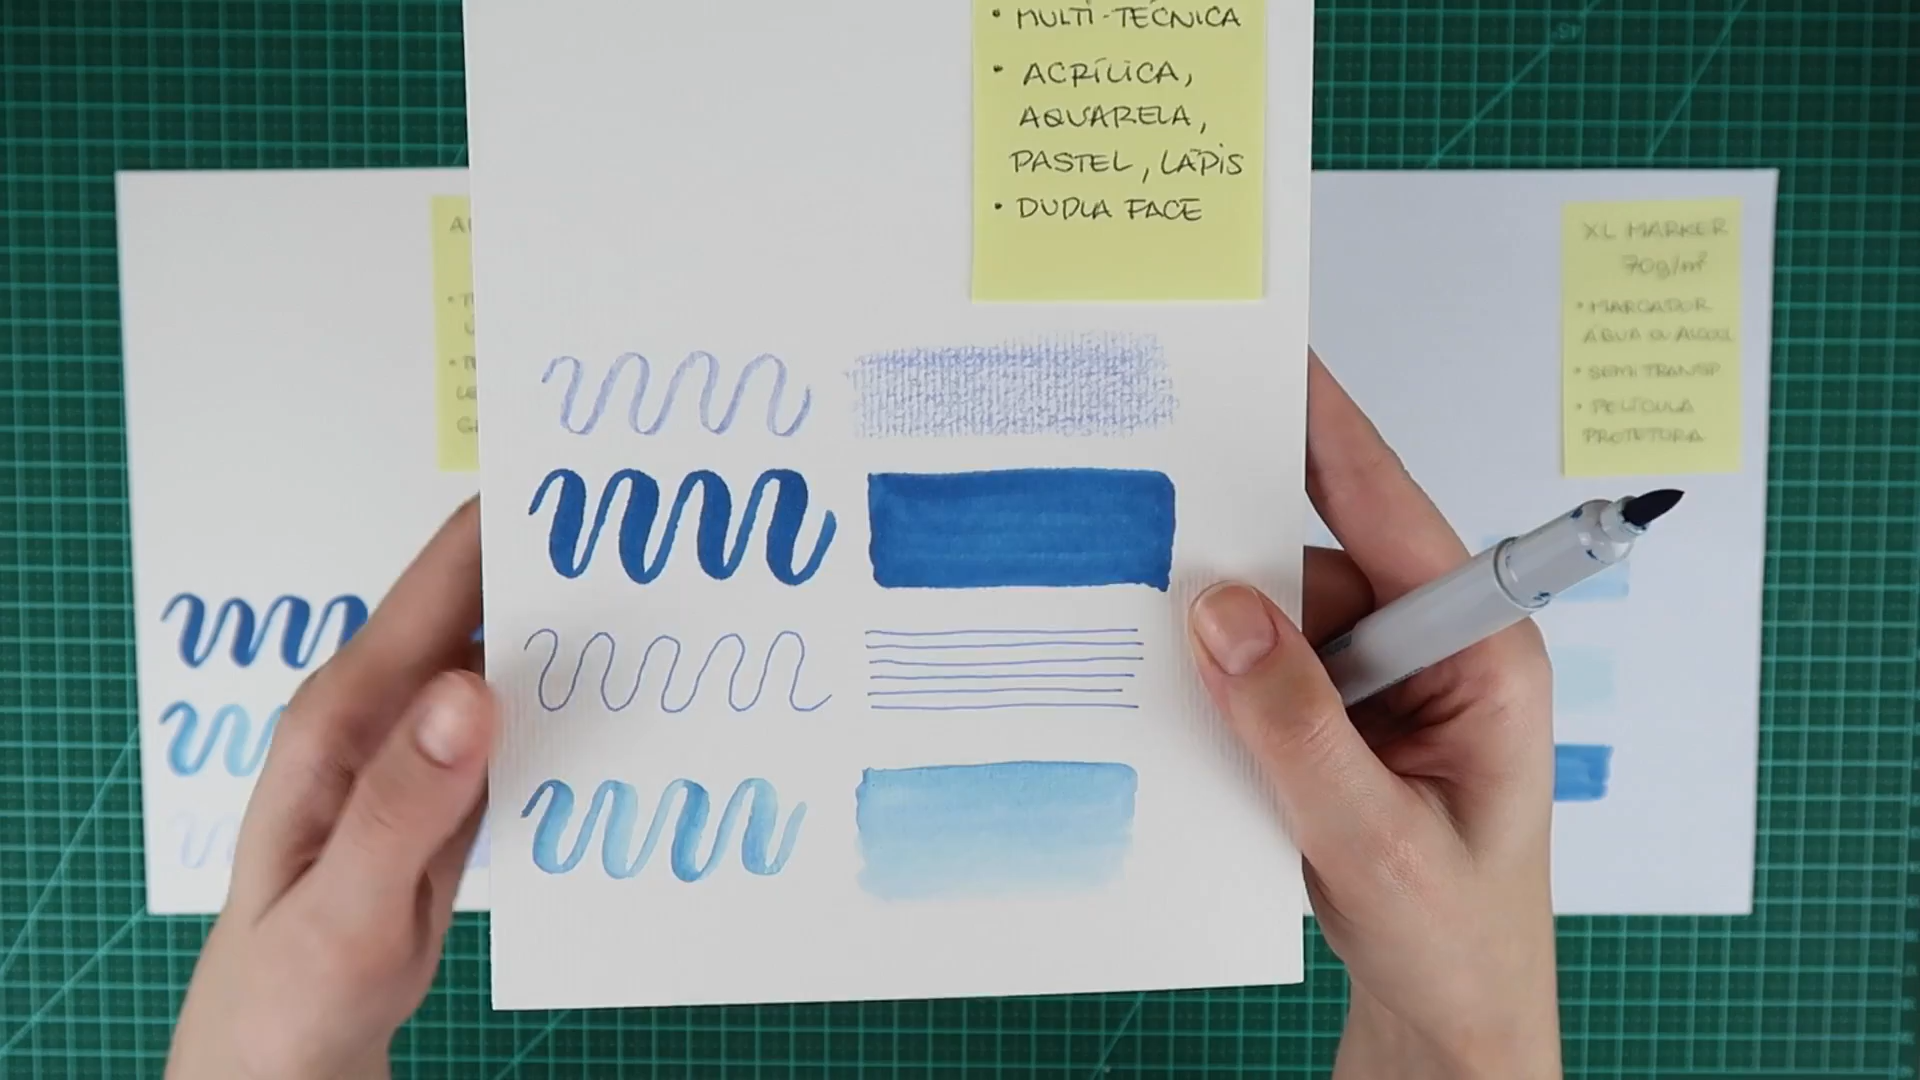 • MULTI-TÉCNICA
• ACRÍLICA,
AQUARELA,
PASTEL, LÁPIS
• DUPLA FACE
XL MARKER
70g/m²
• MARCADOR
ÁGUA OU ÁLCOOL
• SEMI TRANSP
• PELÍCULA
PROTETORA